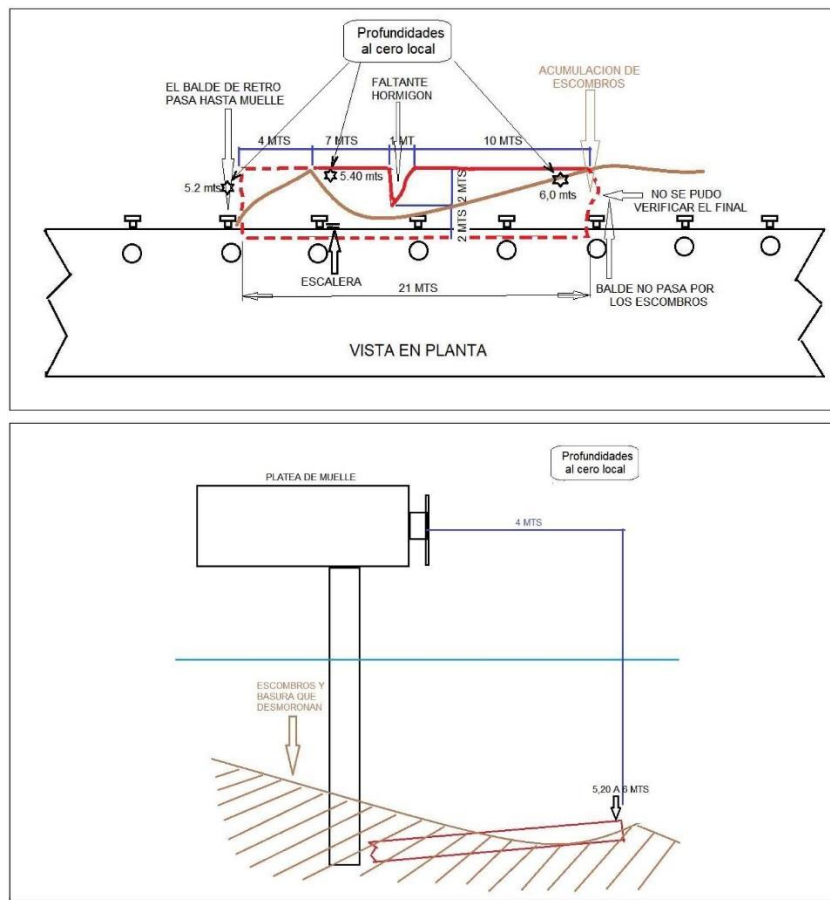 Profundidades
al cero local
EL BALDE DE RETRO
PASA HASTA MUELLE
FALTANTE
HORMIGON
ACUMULACION DE
ESCOMBROS
4 MTS
7 MTS
1 MT
10 MTS
5.2 mts
5.40 mts
2 MTS
6,0 mts
NO SE PUDO
VERIFICAR EL FINAL
2 MTS
ESCALERA
BALDE NO PASA POR
LOS ESCOMBROS
21 MTS
VISTA EN PLANTA
Profundidades
al cero local
PLATEA DE MUELLE
4 MTS
ESCOMBROS Y
BASURA QUE
DESMORONAN
5,20 A 6 MTS